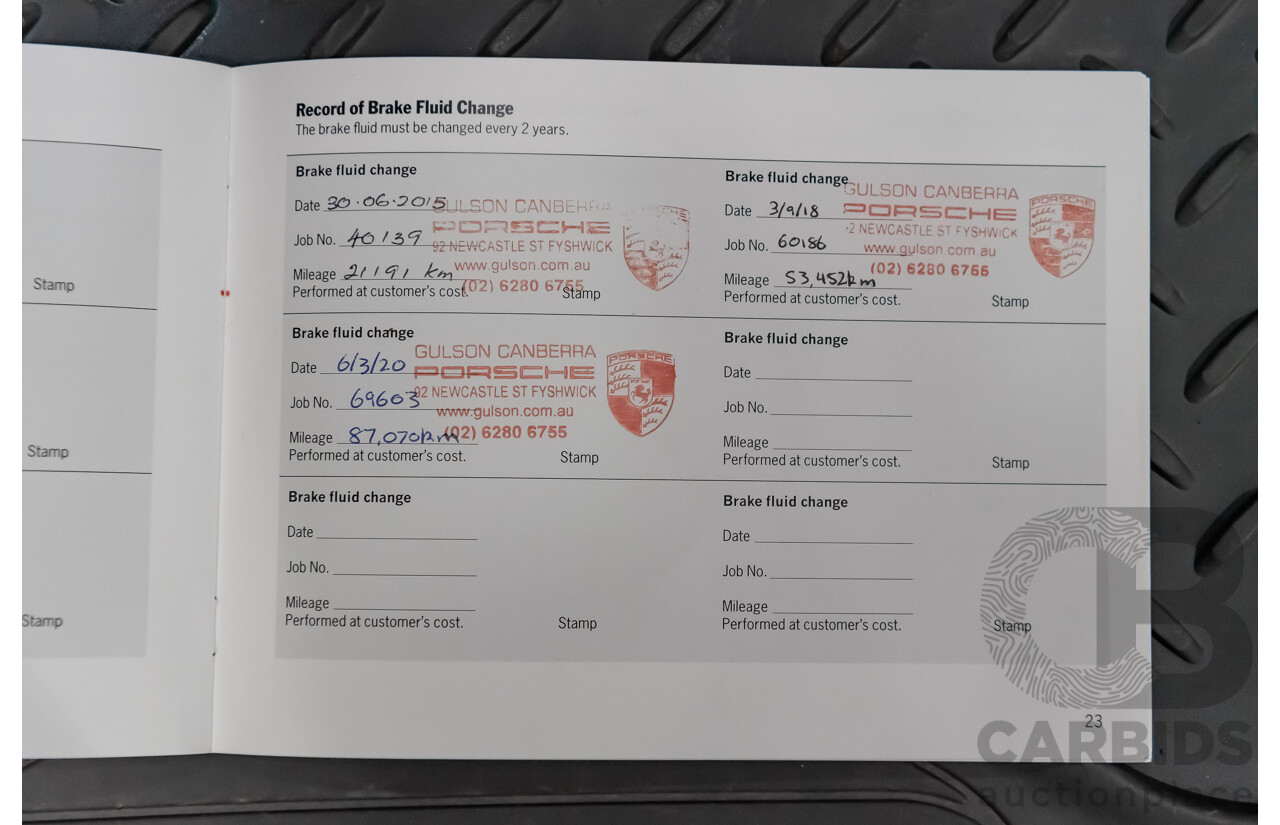 Record of Brake Fluid Change
The brake fluid must be changed every 2 years.
Brake fluid change
Date 30.06.2015
Job No. 40139
Mileage 21191 km
Performed at customer's cost.
Stamp
GULSON CANBERRA
PORSCHE
92 NEWCASTLE ST FYSHWICK
www.gulson.com.au
(02) 6280 6755
PORSCHE
Brake fluid change
Date 3/9/18
Job No. 60186
Mileage 53,452km
Performed at customer's cost.
Stamp
GULSON CANBERRA
PORSCHE
2 NEWCASTLE ST FYSHWICK
www.gulson.com.au
(02) 6280 6755
PORSCHE
Brake fluid change
Date 6/3/20
Job No. 69603
Mileage 87,070km
Performed at customer's cost.
Stamp
GULSON CANBERRA
PORSCHE
92 NEWCASTLE ST FYSHWICK
www.gulson.com.au
(02) 6280 6755
PORSCHE
Brake fluid change
Date
Job No.
Mileage
Performed at customer's cost.
Stamp
Brake fluid change
Date
Job No.
Mileage
Performed at customer's cost.
Stamp
Brake fluid change
Date
Job No.
Mileage
Performed at customer's cost.
Stamp
23
Stamp
Stamp
Stamp
CB
CARBIDS
auctionplace